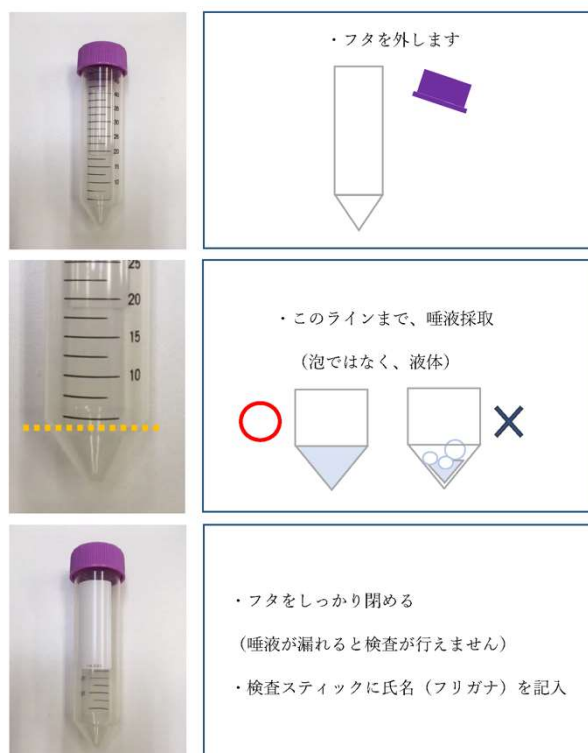 ・フタを外します
25
20
15
10
・このラインまで、唾液採取
（泡ではなく、液体）
・フタをしっかり閉める
（唾液が漏れると検査が行えません）
・検査スティックに氏名（フリガナ）を記入